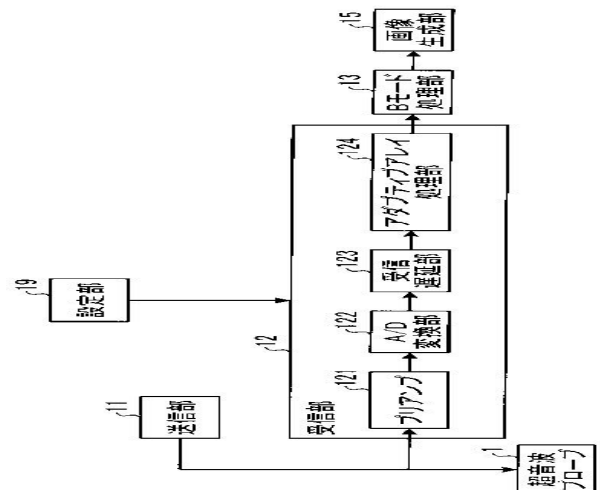 11
送信部
19
設定部
12
受信部
121
プリアンプ
122
A/D
変換部
123
受信
遅延部
124
アダプティブアレイ
処理部
13
Bモード
処理部
15
画像
生成部
1
超音波
プローブ